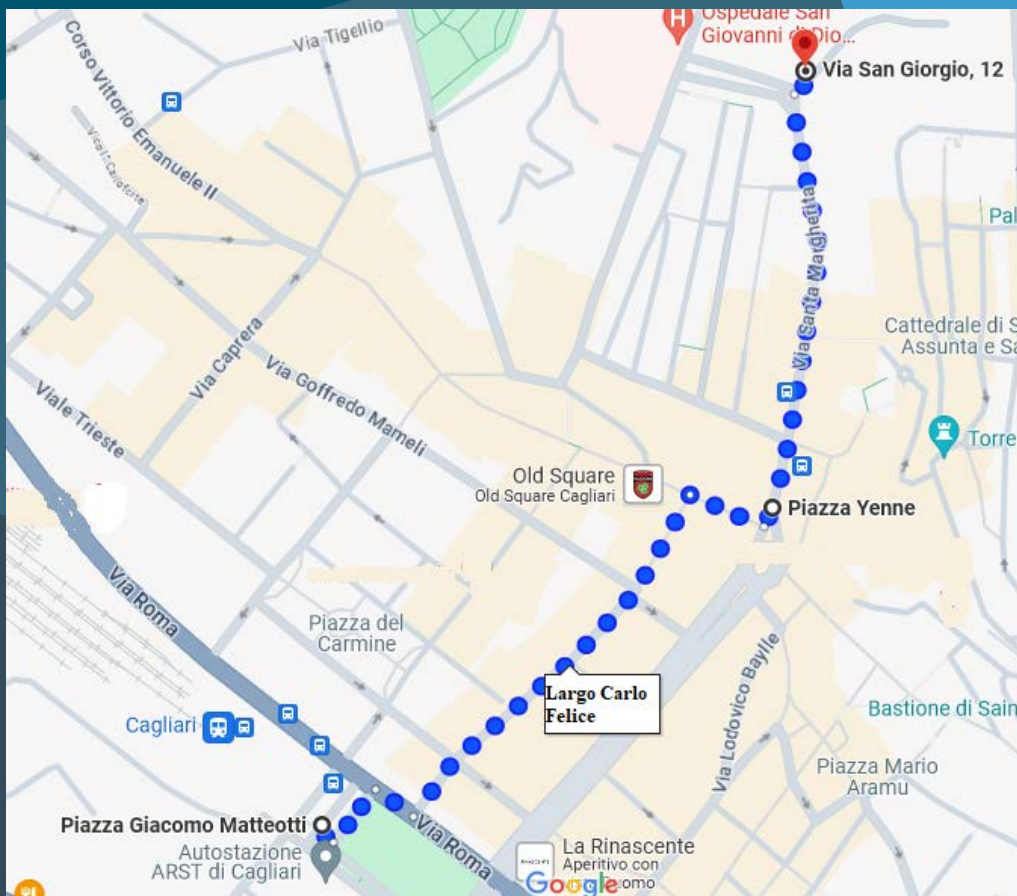 Ospedale San
Giovanni di Dio...
Via Tigellio
Corso Vittorio Emanuele II
Via San Giorgio, 12
Via Santa Margherita
Pal
Via Caprera
Cattedrale di S
Assunta e Sa
Via Goffredo Mameli
Viale Trieste
Torre
Old Square
Old Square Cagliari
Piazza Yenne
Via Roma
Piazza del
Carmine
Largo Carlo
Felice
Via Lodovico Baylle
Bastione di Sain
Cagliari
Piazza Mario
Aramu
Piazza Giacomo Matteotti
Via Roma
Autostazione
ARST di Cagliari
La Rinascente
Aperitivo con
Google